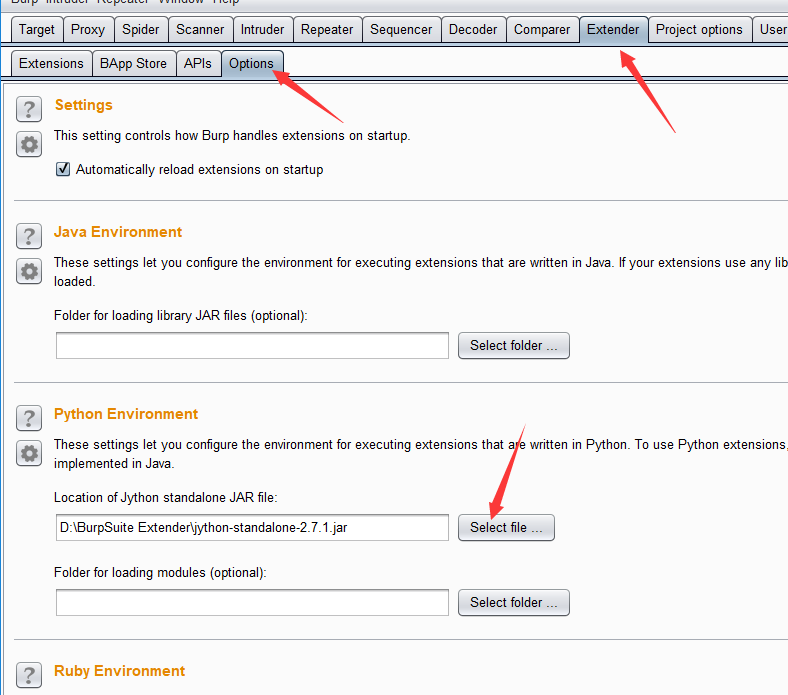 Burp Intruder Repeater Window Help
Target Proxy Spider Scanner Intruder Repeater Sequencer Decoder Comparer Extender Project options User
Extensions BApp Store APIs Options
? Settings
This setting controls how Burp handles extensions on startup.
Automatically reload extensions on startup
? Java Environment
These settings let you configure the environment for executing extensions that are written in Java. If your extensions use any lib
loaded.
Folder for loading library JAR files (optional):
Select folder ...
? Python Environment
These settings let you configure the environment for executing extensions that are written in Python. To use Python extensions,
implemented in Java.
Location of Jython standalone JAR file:
D:\BurpSuite Extender\jython-standalone-2.7.1.jar Select file ...
Folder for loading modules (optional):
Select folder ...
? Ruby Environment